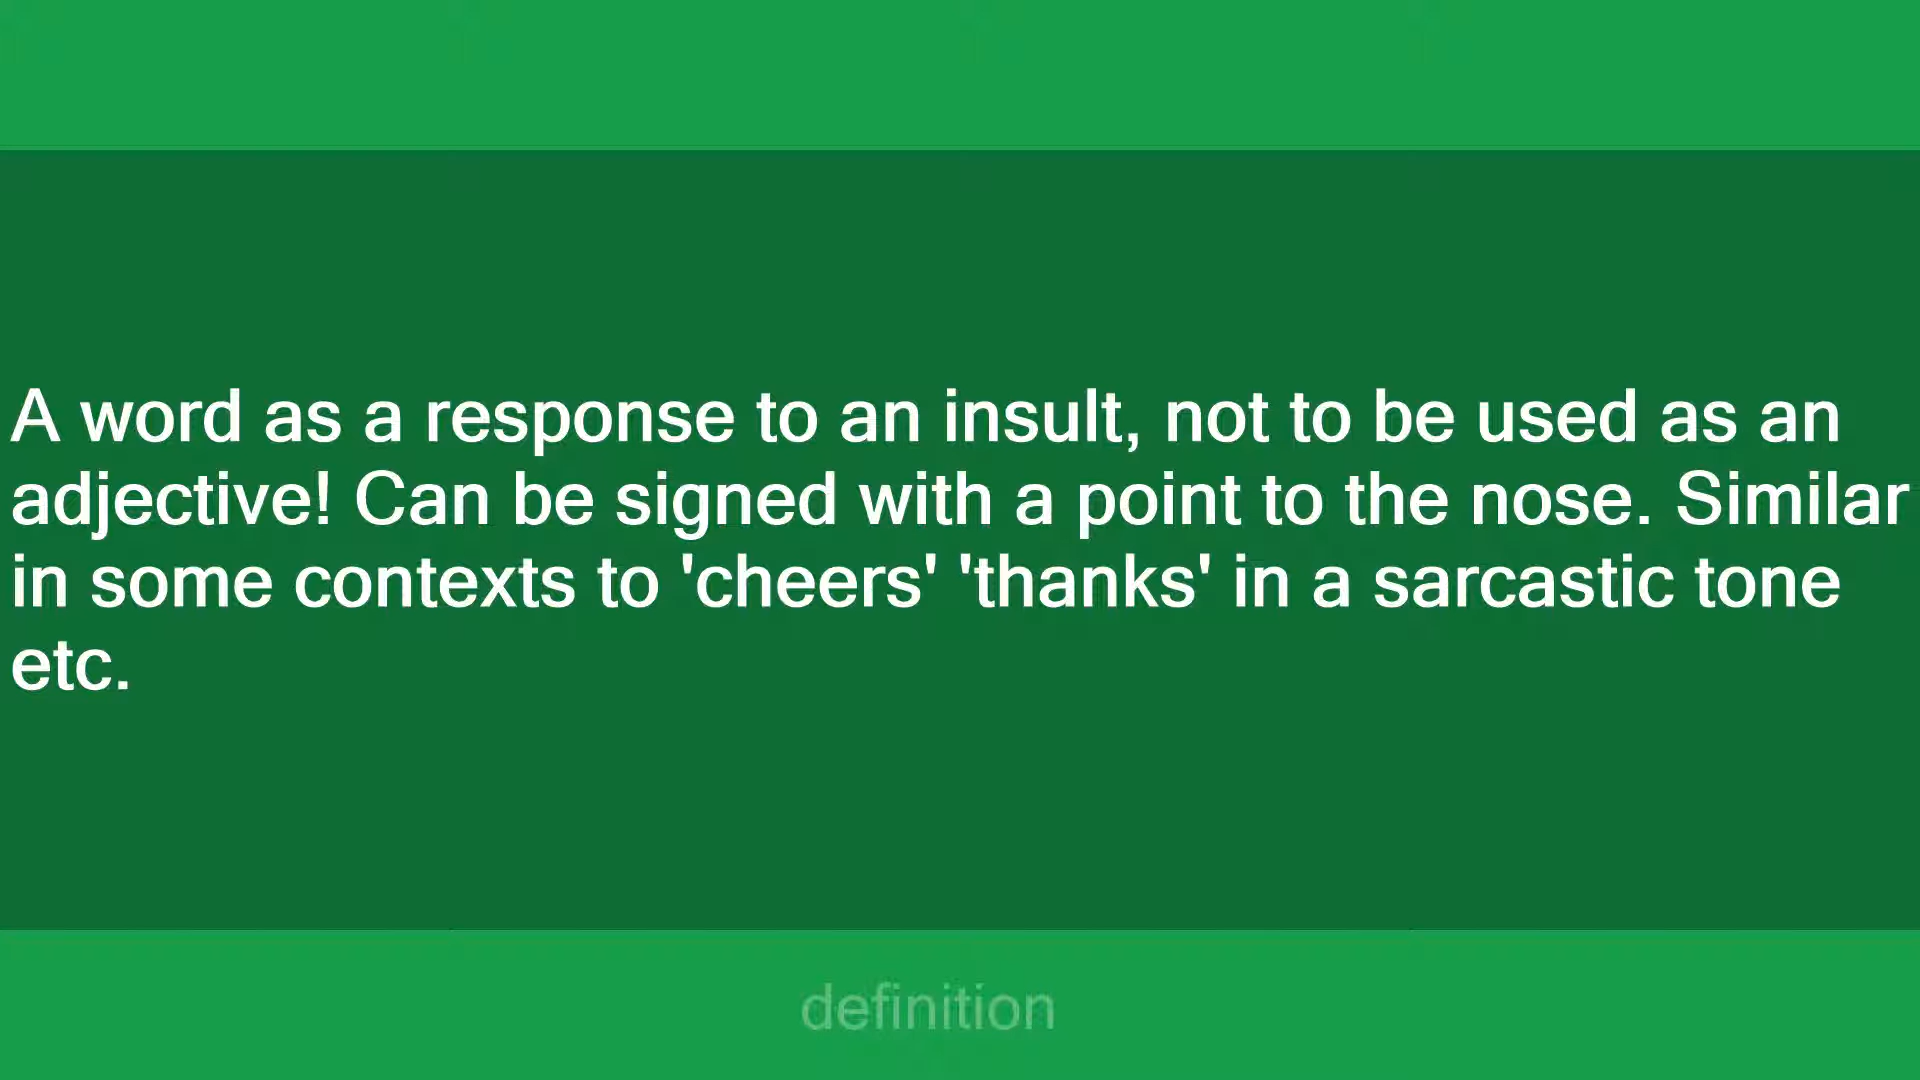 A word as a response to an insult, not to be used as an
adjective! Can be signed with a point to the nose. Similar
in some contexts to 'cheers' 'thanks' in a sarcastic tone
etc.
definition